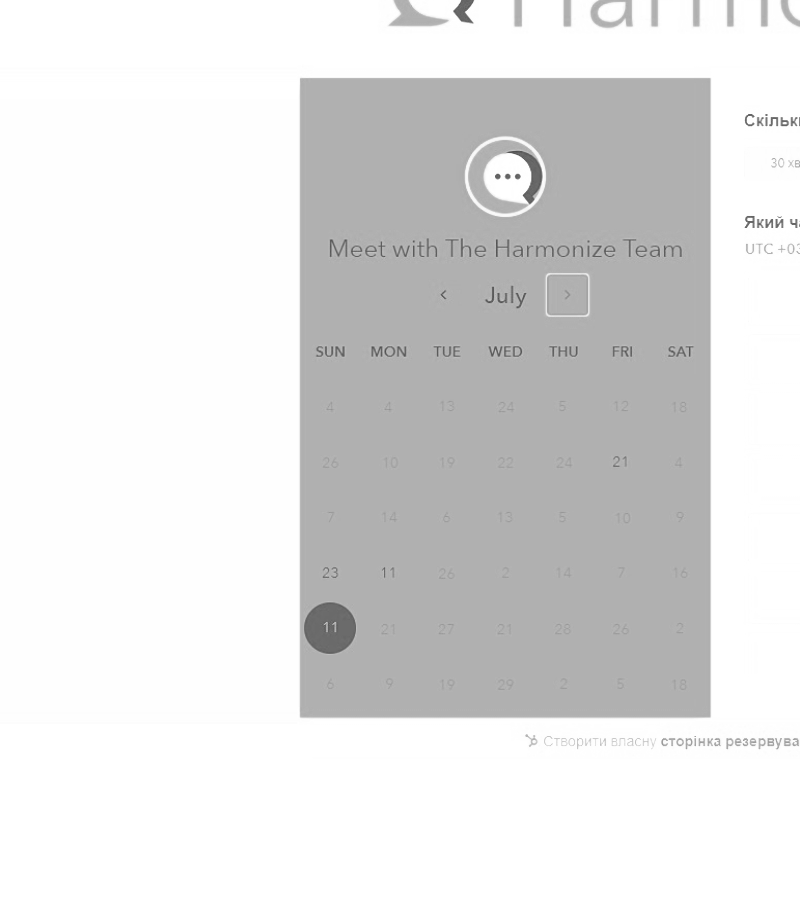 Harmo
Meet with The Harmonize Team
July
SUN MON TUE WED THU FRI SAT
4 4 13 24 5 12 18
26 10 19 22 24 21 4
7 14 6 13 5 10 9
23 11 26 2 14 7 16
11 21 27 21 28 26 2
6 9 19 29 2 5 18
Скільк
30 хв
Який ч
UTC +03
Створити власну сторінка резервува